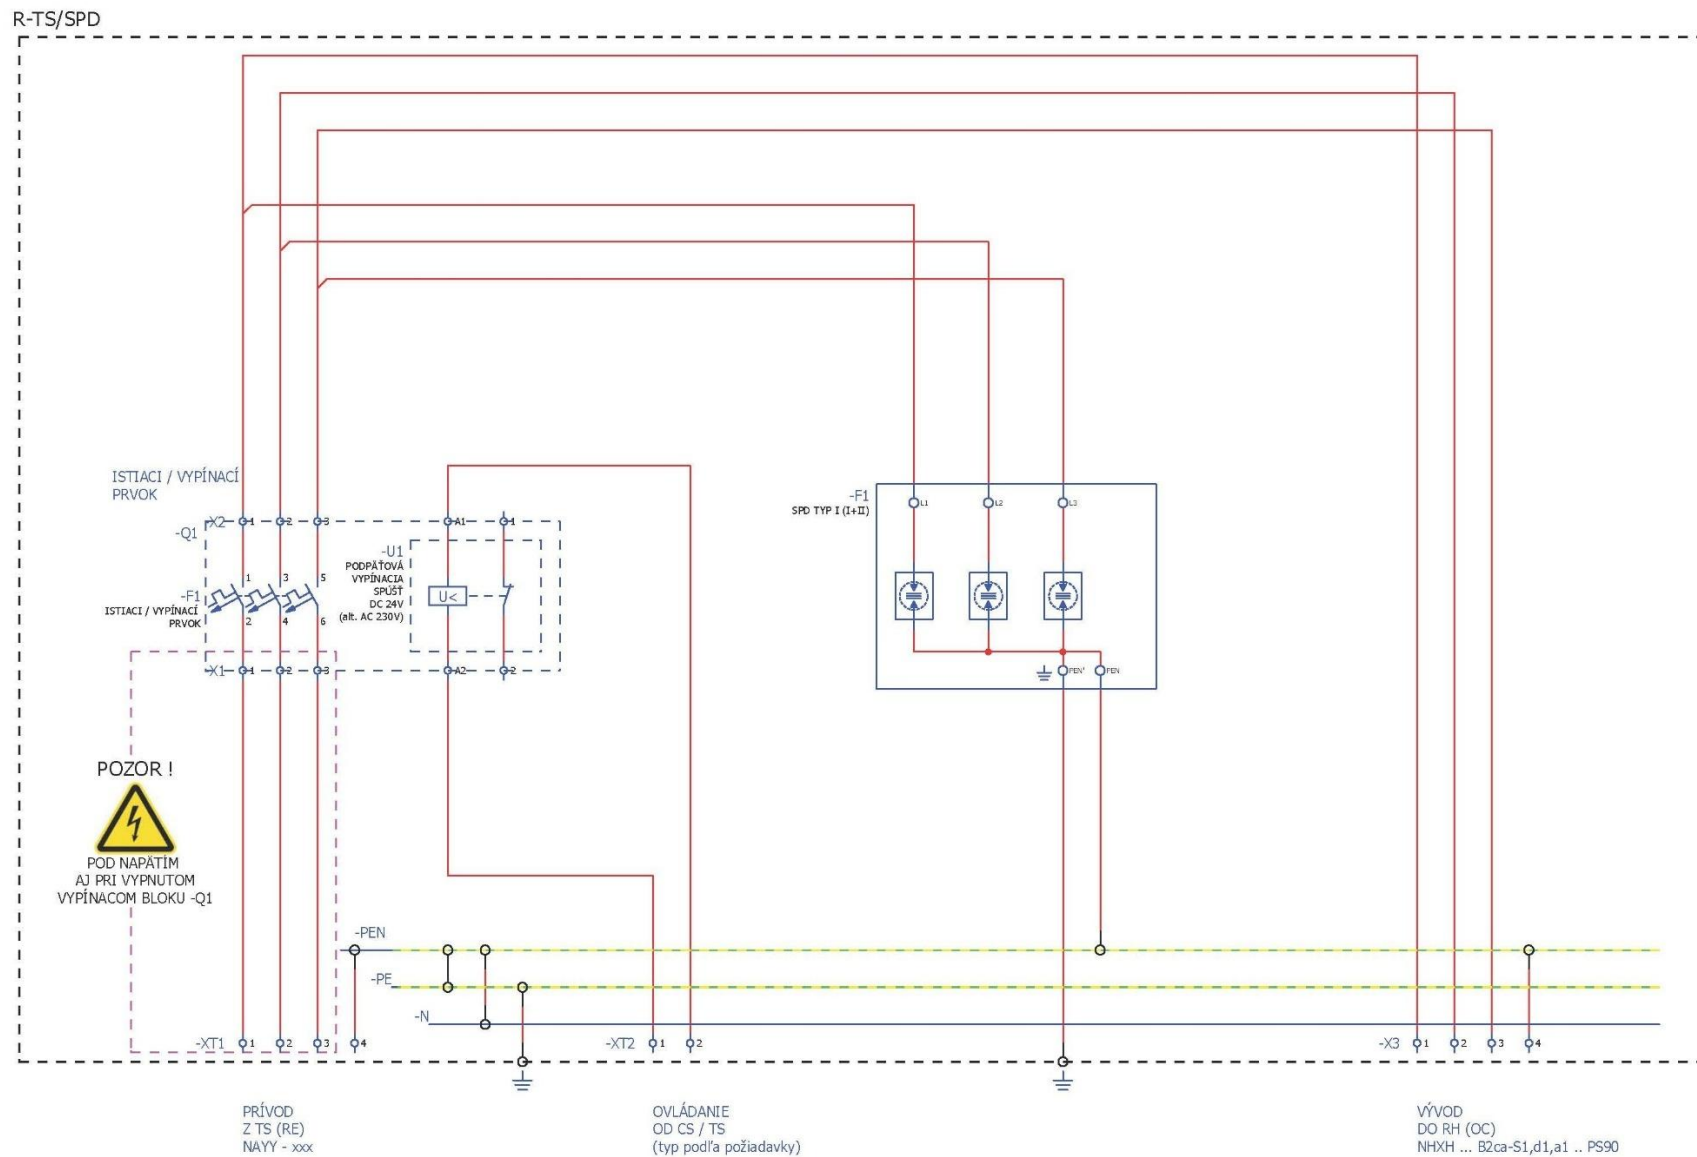 R-TS/SPD
ISTIACI / VYPÍNACÍ
PRVOK
-X2
1
2
3
A1
1
-Q1
-U1
PODPÄŤOVÁ
VYPÍNACIA
SPÚŠŤ
DC 24V
(alt. AC 230V)
U<
1
3
5
-F1
ISTIACI / VYPÍNACÍ
PRVOK
2
4
6
-X1
1
2
3
A2
2
-F1
SPD TYP I (I+II)
L1
L2
L3
PEN'
PEN
POZOR !
POD NAPÄTÍM
AJ PRI VYPNUTOM
VYPÍNACOM BLOKU -Q1
-PEN
-PE
-N
-XT1
1
2
3
4
-XT2
1
2
-X3
1
2
3
4
PRÍVOD
Z TS (RE)
NAYY - xxx
OVLÁDANIE
OD CS / TS
(typ podľa požiadavky)
VÝVOD
DO RH (OC)
NHXH ... B2ca-S1,d1,a1 .. PS90